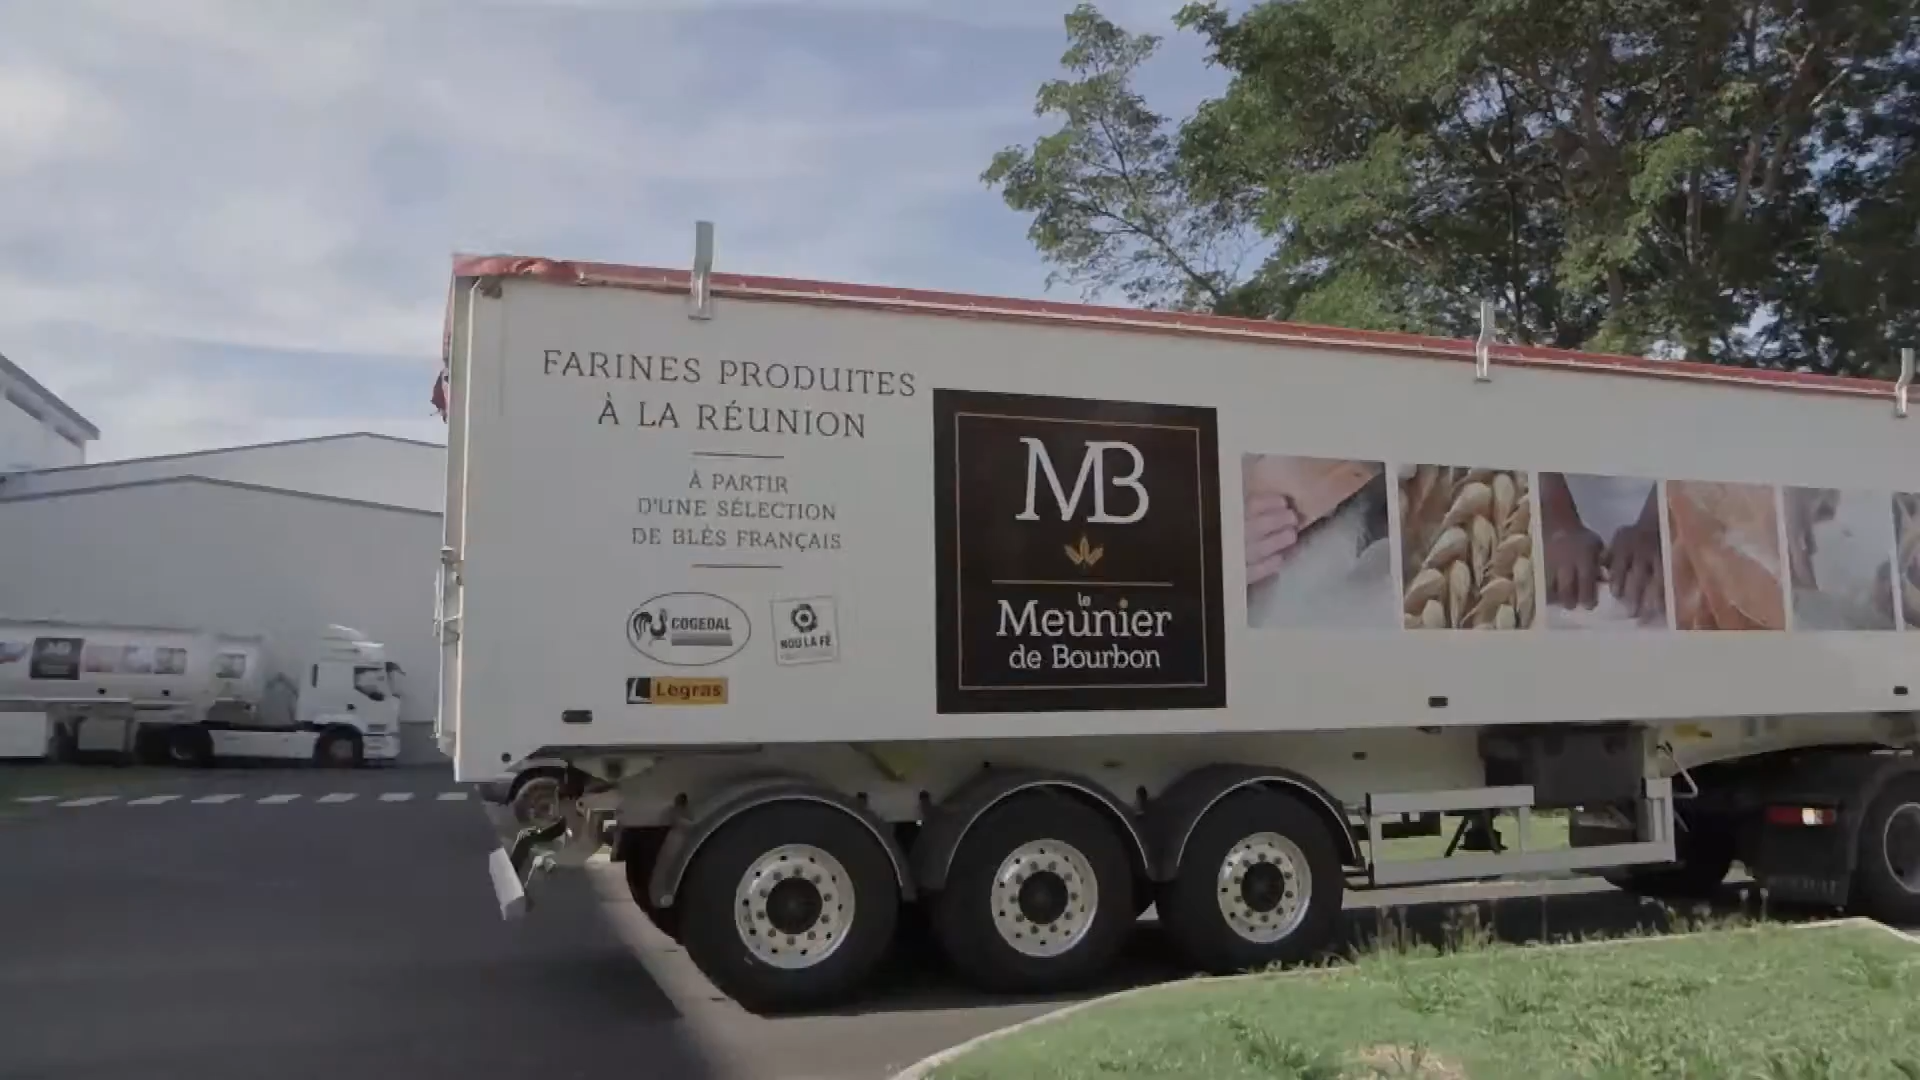 FARINES PRODUITES
À LA RÉUNION
À PARTIR
D'UNE SÉLECTION
DE BLÉS FRANÇAIS
COGEDAL
NOU LA FÉ
Legras
MB
le
Meunier
de Bourbon
MB